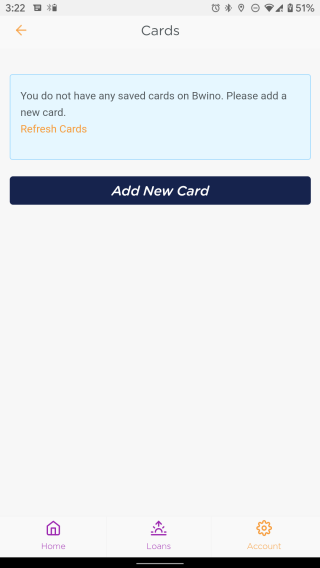 3:22
51%
Cards
You do not have any saved cards on Bwino. Please add a
new card.
Refresh Cards
Add New Card
Home
Loans
Account